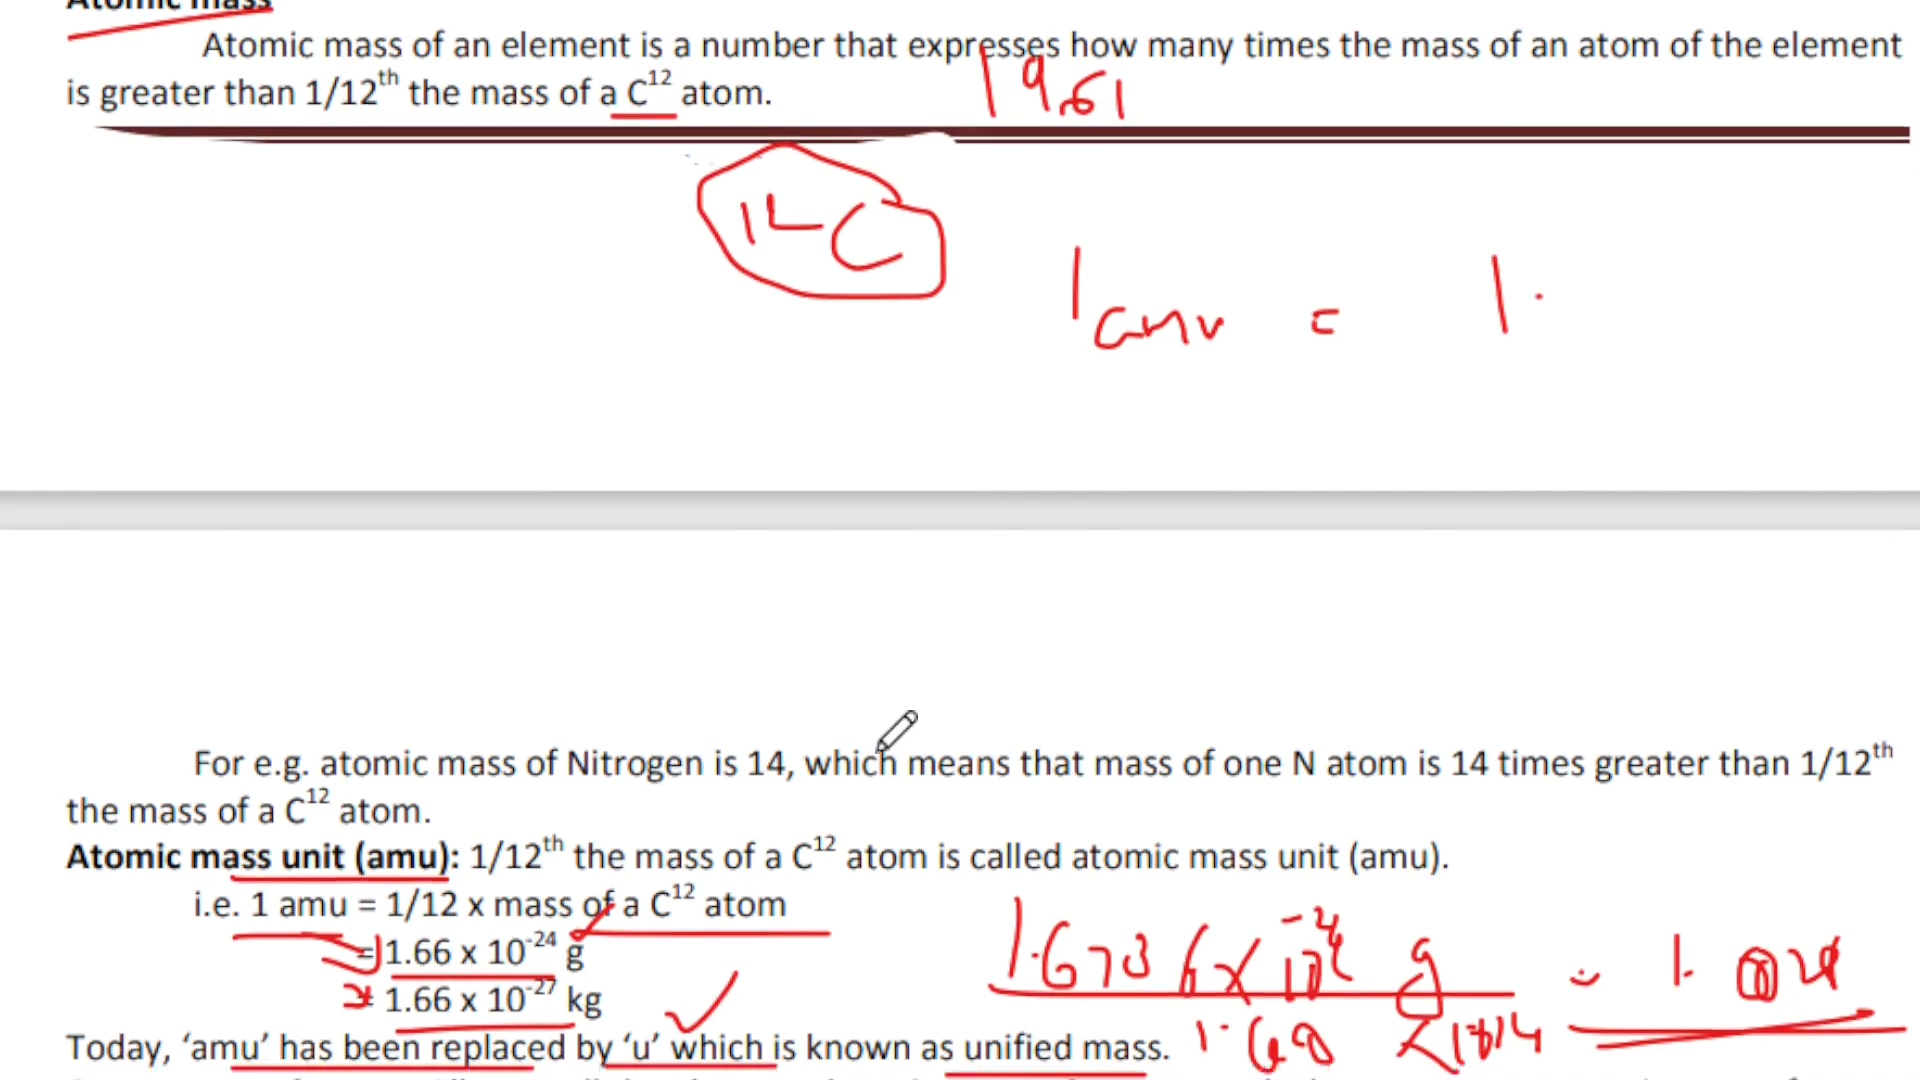 Atomic mass
Atomic mass of an element is a number that expresses how many times the mass of an atom of the element
is greater than 1/12th the mass of a C12 atom.
1961
12C
1 amu = 1.
For e.g. atomic mass of Nitrogen is 14, which means that mass of one N atom is 14 times greater than 1/12th
the mass of a C12 atom.
Atomic mass unit (amu): 1/12th the mass of a C12 atom is called atomic mass unit (amu).
i.e. 1 amu = 1/12 x mass of a C12 atom
= 1.66 x 10-24 g
= 1.66 x 10-27 kg
Today, ‘amu’ has been replaced by ‘u’ which is known as unified mass.